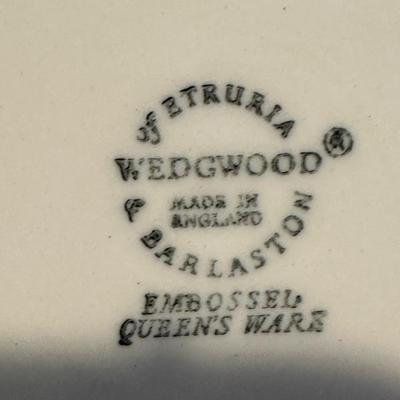 of ETRURIA
WEDGWOOD®
MADE IN
ENGLAND
& BARLASTON
EMBOSSED
QUEEN'S WARE